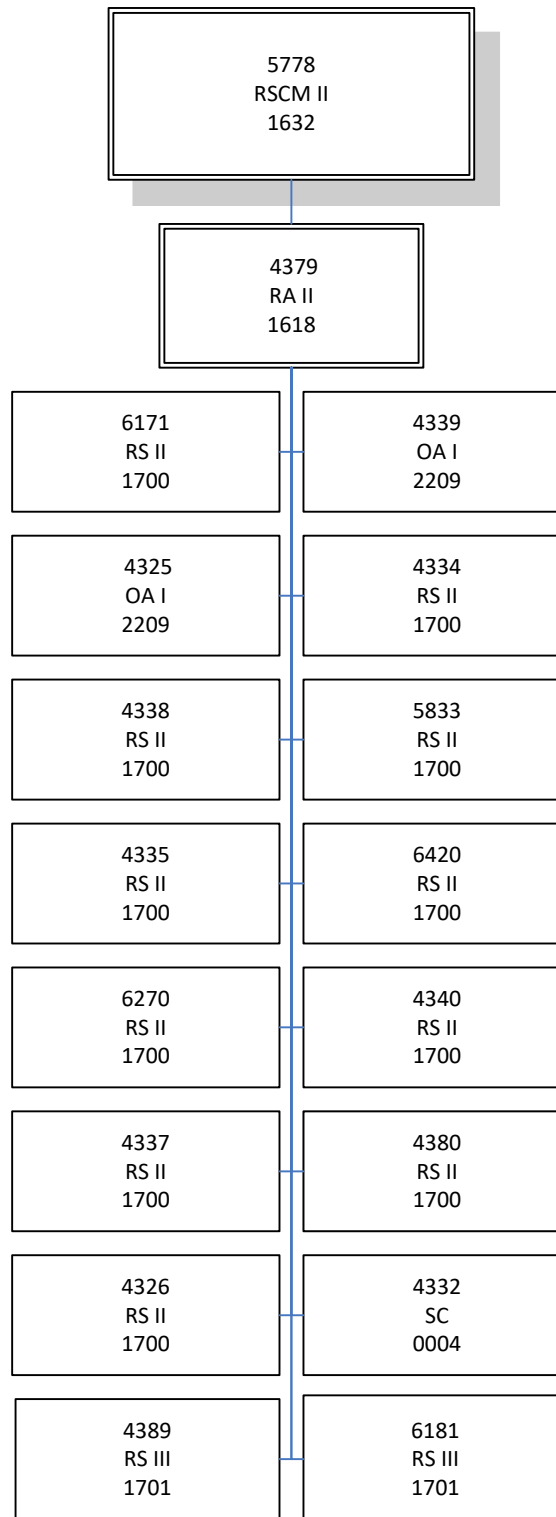 5778
RSCM II
1632
4379
RA II
1618
6171
RS II
1700
4339
OA I
2209
4325
OA I
2209
4334
RS II
1700
4338
RS II
1700
5833
RS II
1700
4335
RS II
1700
6420
RS II
1700
6270
RS II
1700
4340
RS II
1700
4337
RS II
1700
4380
RS II
1700
4326
RS II
1700
4332
SC
0004
4389
RS III
1701
6181
RS III
1701